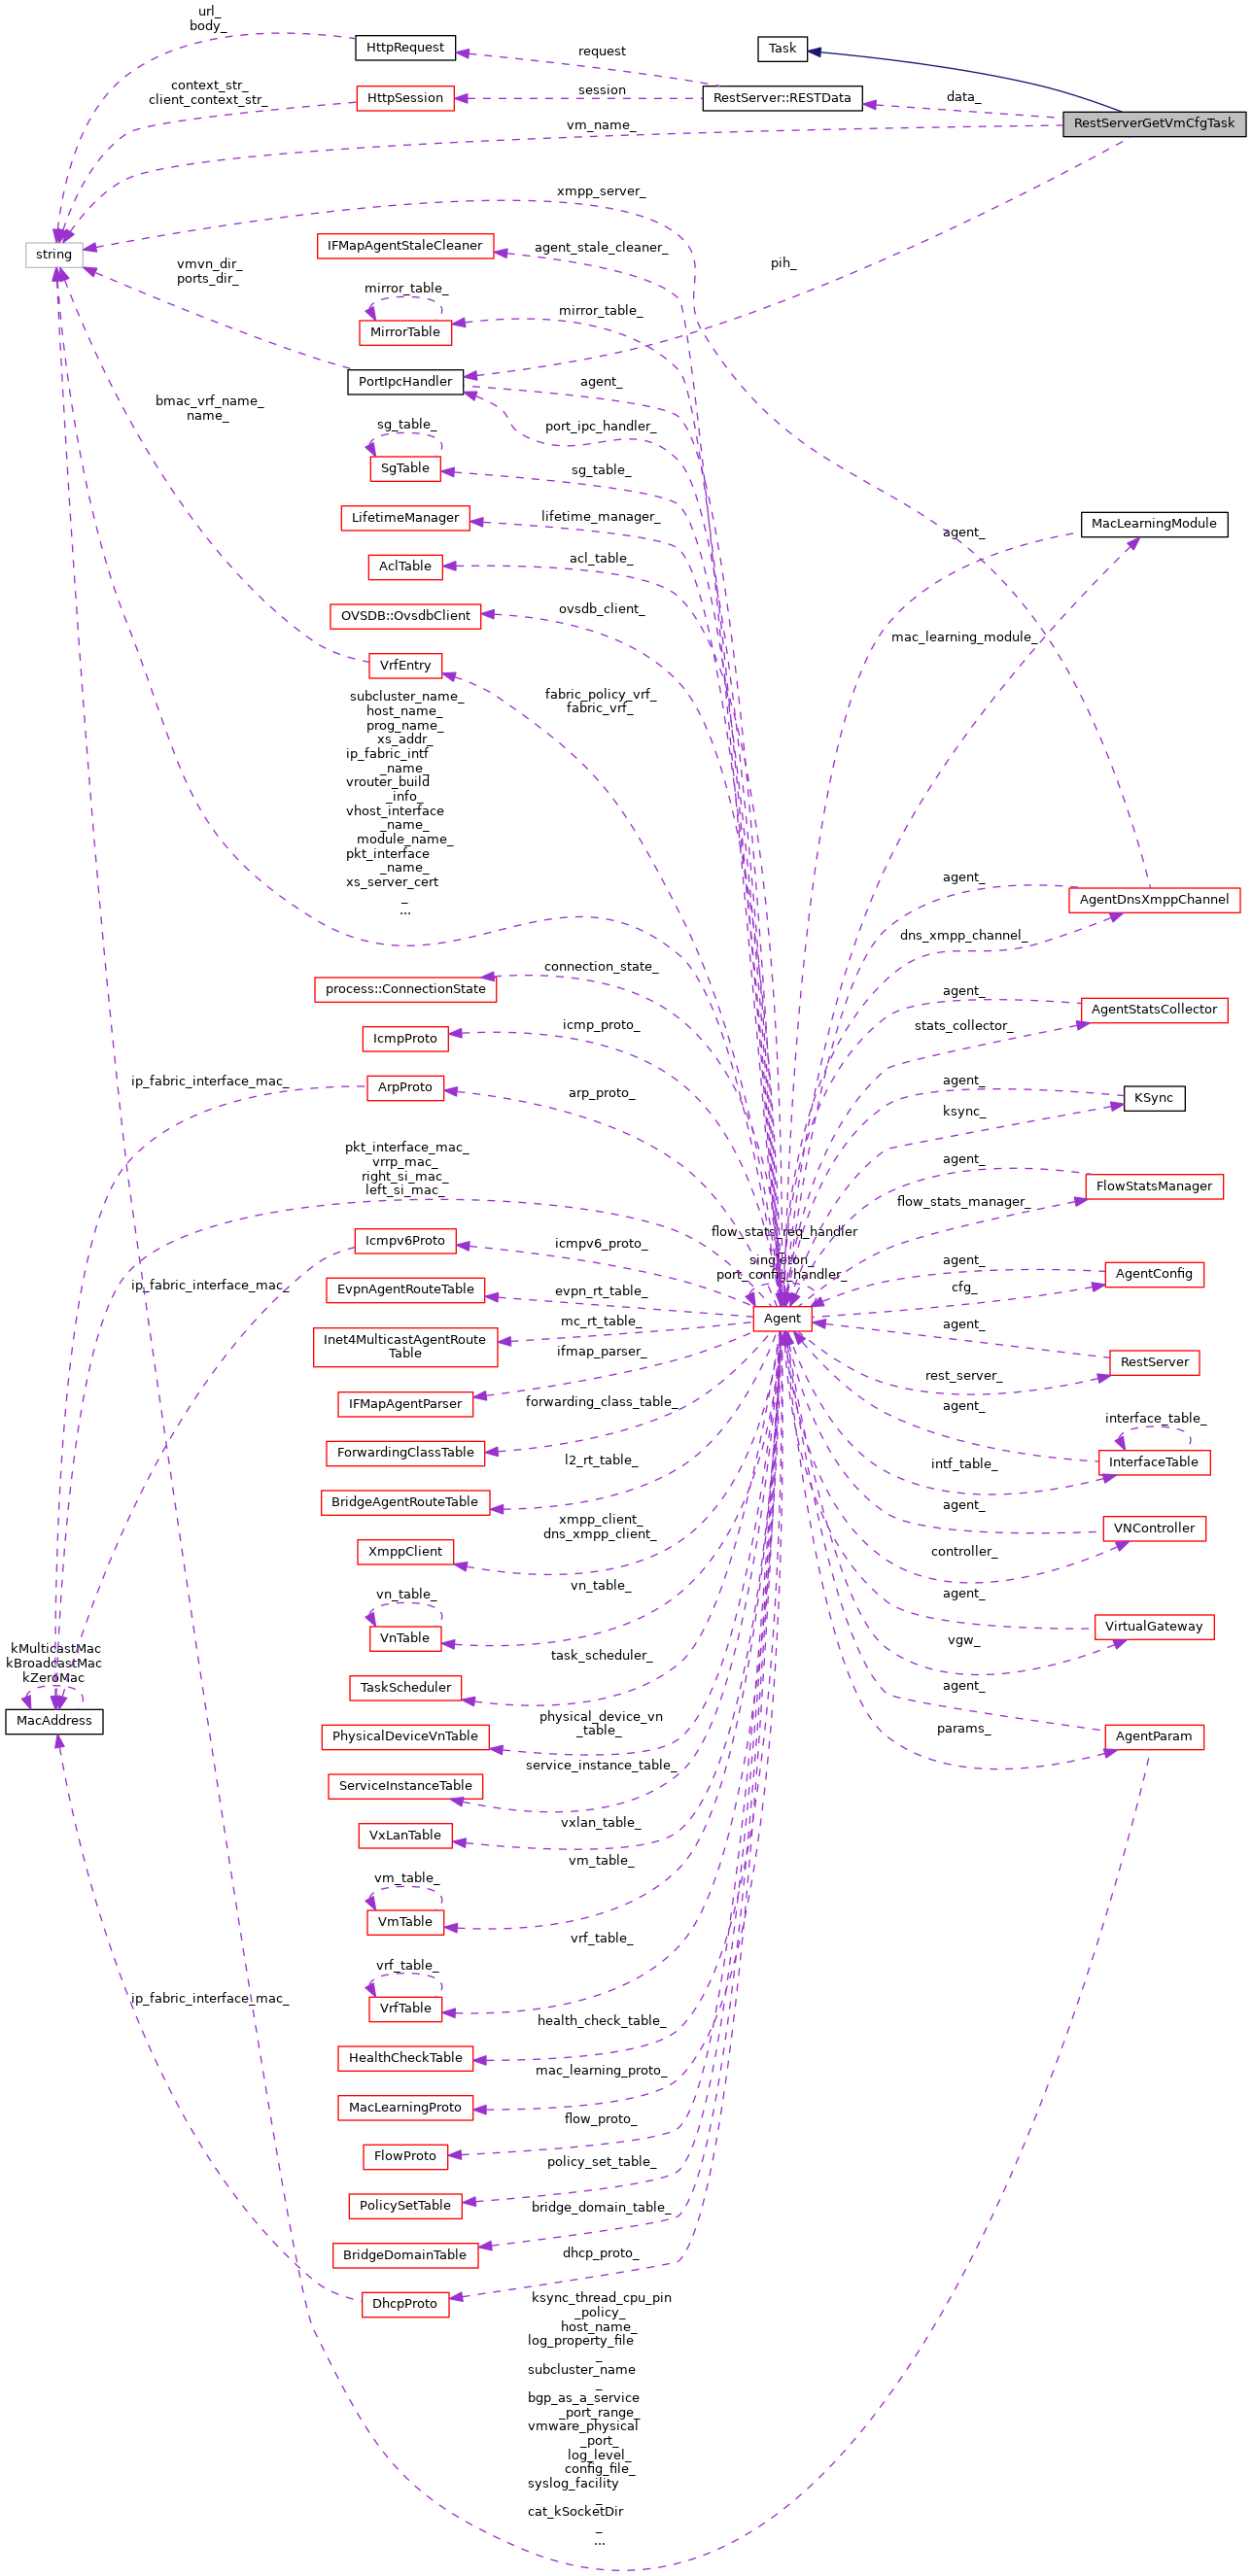 url_
body_
HttpRequest
request
Task
context_str_
client_context_str_
HttpSession
session
RestServer::RESTData
data_
RestServerGetVmCfgTask
vm_name_
xmpp_server_
string
IFMapAgentStaleCleaner
agent_stale_cleaner_
vmvn_dir_
ports_dir_
pih_
mirror_table_
mirror_table_
MirrorTable
PortIpcHandler
agent_
bmac_vrf_name_
name_
port_ipc_handler_
sg_table_
SgTable
sg_table_
LifetimeManager
lifetime_manager_
MacLearningModule
agent_
AclTable
acl_table_
OVSDB::OvsdbClient
ovsdb_client_
mac_learning_module_
VrfEntry
fabric_policy_vrf_
fabric_vrf_
subcluster_name_
host_name_
prog_name_
xs_addr_
ip_fabric_intf
_name_
vrouter_build
_info_
vhost_interface
_name_
module_name_
pkt_interface
_name_
xs_server_cert
_
...
agent_
AgentDnsXmppChannel
dns_xmpp_channel_
process::ConnectionState
connection_state_
agent_
AgentStatsCollector
stats_collector_
IcmpProto
icmp_proto_
ip_fabric_interface_mac_
ArpProto
arp_proto_
agent_
KSync
ksync_
pkt_interface_mac_
vrrp_mac_
right_si_mac_
left_si_mac_
agent_
FlowStatsManager
flow_stats_manager_
Icmpv6Proto
icmpv6_proto_
flow_stats_req_handler
_
singleton_
port_config_handler_
ip_fabric_interface_mac_
EvpnAgentRouteTable
evpn_rt_table_
agent_
AgentConfig
cfg_
Agent
Inet4MulticastAgentRoute
Table
mc_rt_table_
agent_
RestServer
rest_server_
IFMapAgentParser
ifmap_parser_
ForwardingClassTable
forwarding_class_table_
agent_
interface_table_
InterfaceTable
intf_table_
BridgeAgentRouteTable
l2_rt_table_
XmppClient
xmpp_client_
dns_xmpp_client_
agent_
VNController
controller_
vn_table_
VnTable
vn_table_
agent_
VirtualGateway
vgw_
kMulticastMac
kBroadcastMac
kZeroMac
MacAddress
TaskScheduler
task_scheduler_
agent_
AgentParam
params_
PhysicalDeviceVnTable
physical_device_vn
_table_
ServiceInstanceTable
service_instance_table_
VxLanTable
vxlan_table_
vm_table_
VmTable
vm_table_
vrf_table_
VrfTable
vrf_table_
ip_fabric_interface_mac_
HealthCheckTable
health_check_table_
MacLearningProto
mac_learning_proto_
FlowProto
flow_proto_
PolicySetTable
policy_set_table_
BridgeDomainTable
bridge_domain_table_
DhcpProto
dhcp_proto_
ksync_thread_cpu_pin
_policy_
host_name_
log_property_file
_
subcluster_name
_
bgp_as_a_service
_port_range_
vmware_physical
_port_
log_level_
config_file_
syslog_facility
_
cat_kSocketDir
_
...